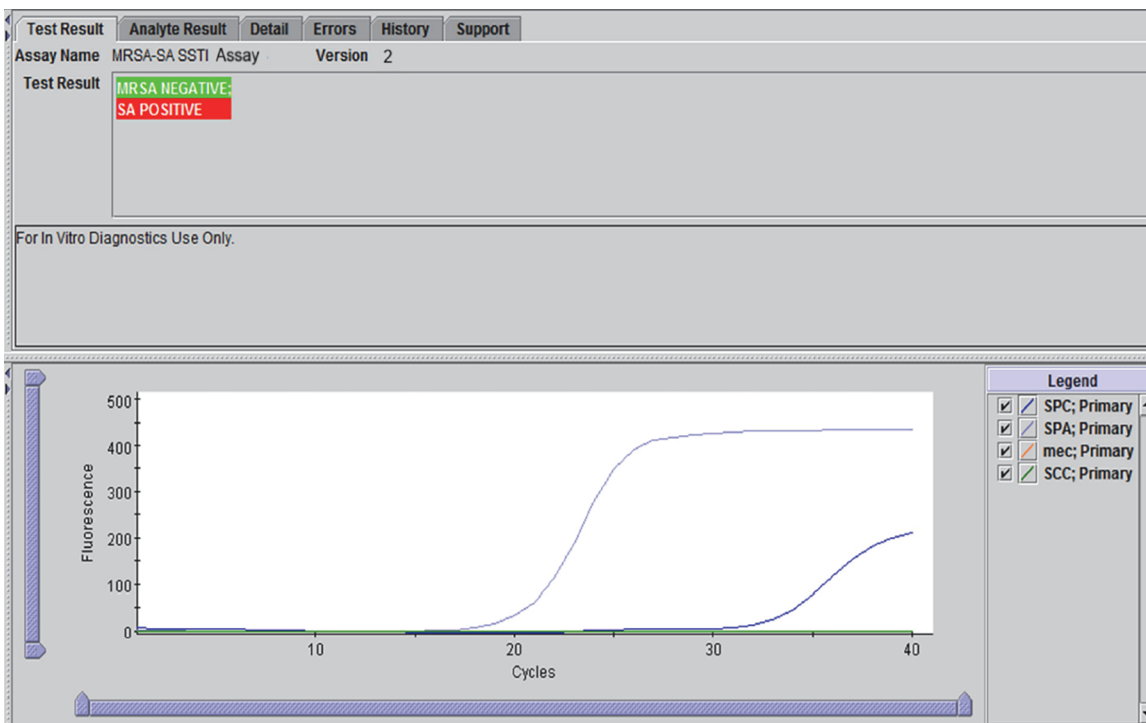 Test Result Analyte Result Detail Errors History Support
Assay Name MRSA-SA SSTI Assay Version 2
Test Result
MRSA NEGATIVE;
SA POSITIVE
For In Vitro Diagnostics Use Only.
Legend
SPC; Primary
SPA; Primary
mec; Primary
SCC; Primary
Fluorescence
500
400
300
200
100
0
10 20 30 40
Cycles